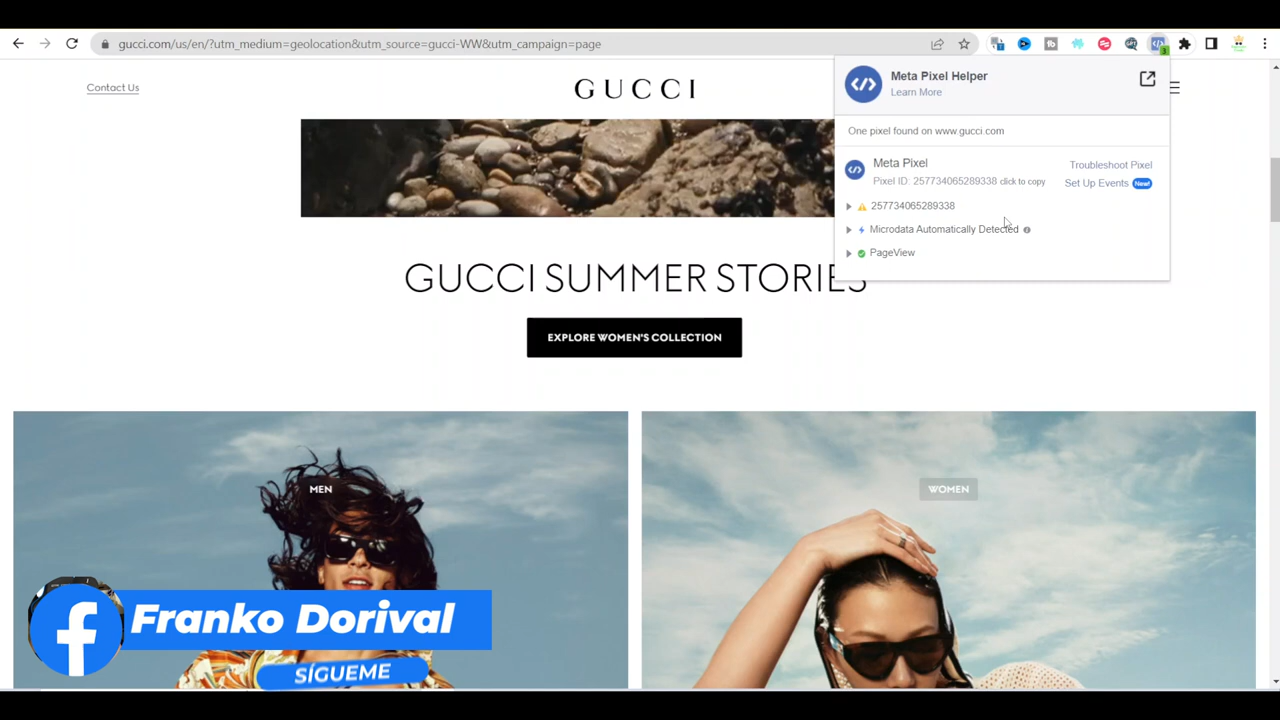 gucci.com/us/en/?utm_medium=geolocation&utm_source=gucci-WW&utm_campaign=page
3
Contact Us
GUCCI
Meta Pixel Helper
Learn More
One pixel found on www.gucci.com
Meta Pixel
Troubleshoot Pixel
Pixel ID: 257734065289338 click to copy
Set Up Events New!
257734065289338
Microdata Automatically Detected
PageView
GUCCI SUMMER STORIES
EXPLORE WOMEN'S COLLECTION
MEN
WOMEN
Franko Dorival
SÍGUEME